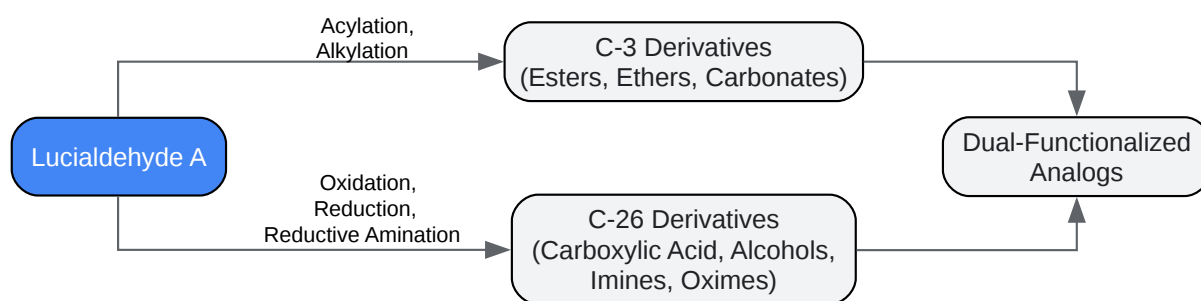 Acylation,
Alkylation
C-3 Derivatives
(Esters, Ethers, Carbonates)
Lucialdehyde A
Dual-Functionalized
Analogs
Oxidation,
Reduction,
Reductive Amination
C-26 Derivatives
(Carboxylic Acid, Alcohols,
Imines, Oximes)